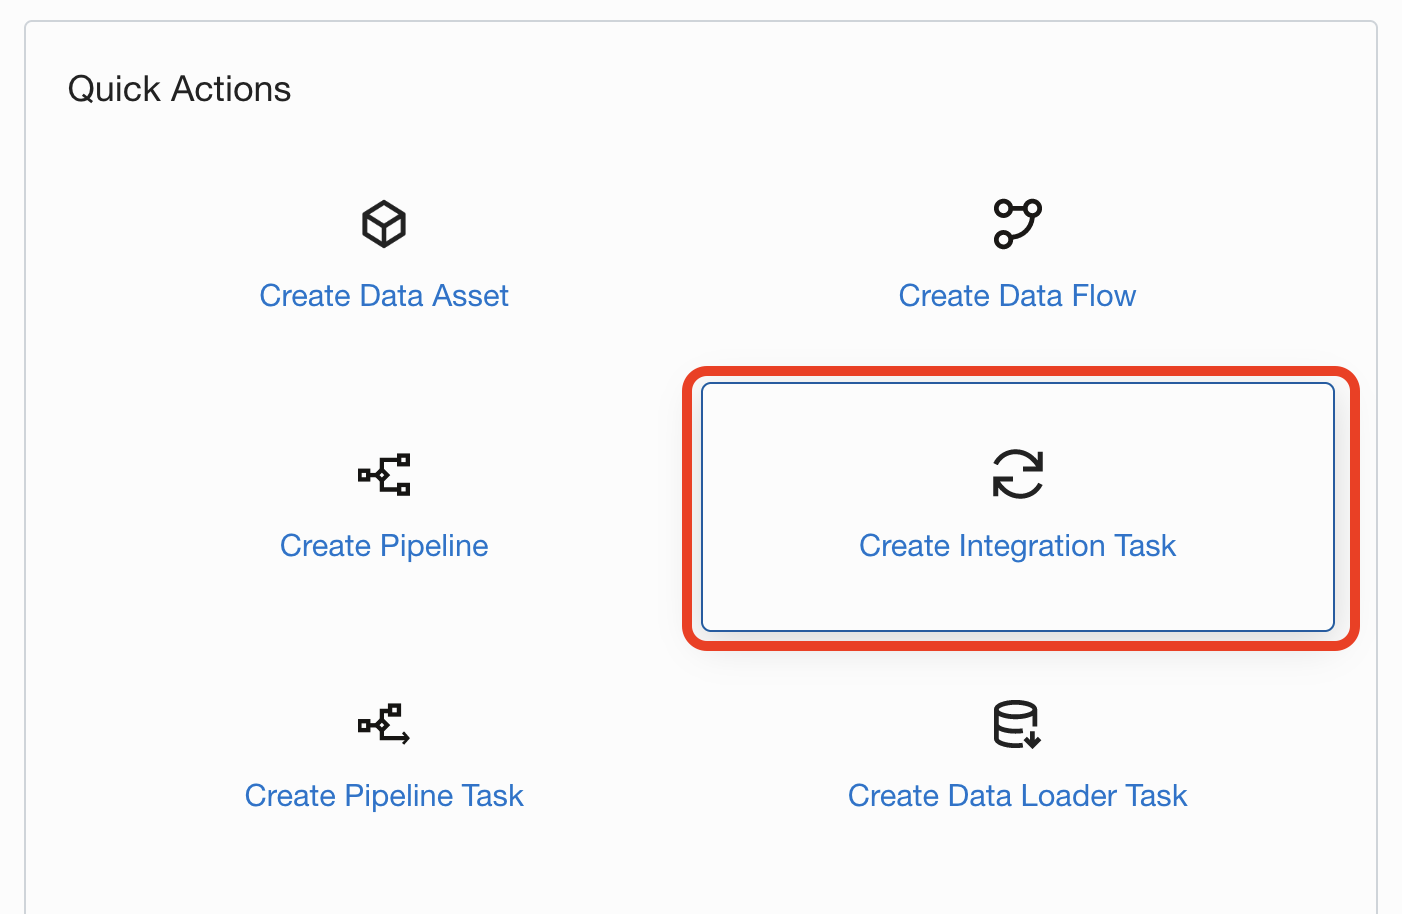 Quick Actions
Create Data Asset
Create Data Flow
Create Pipeline
Create Integration Task
Create Pipeline Task
Create Data Loader Task